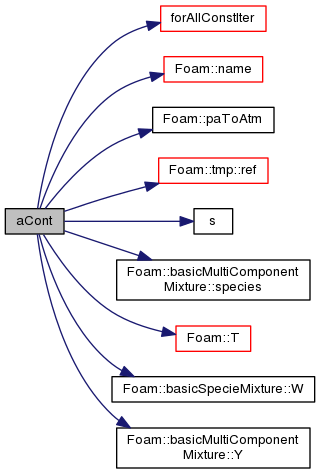 forAllConstIter
Foam::name
Foam::paToAtm
Foam::tmp::ref
aCont
s
Foam::basicMultiComponent
Mixture::species
Foam::T
Foam::basicSpecieMixture::W
Foam::basicMultiComponent
Mixture::Y